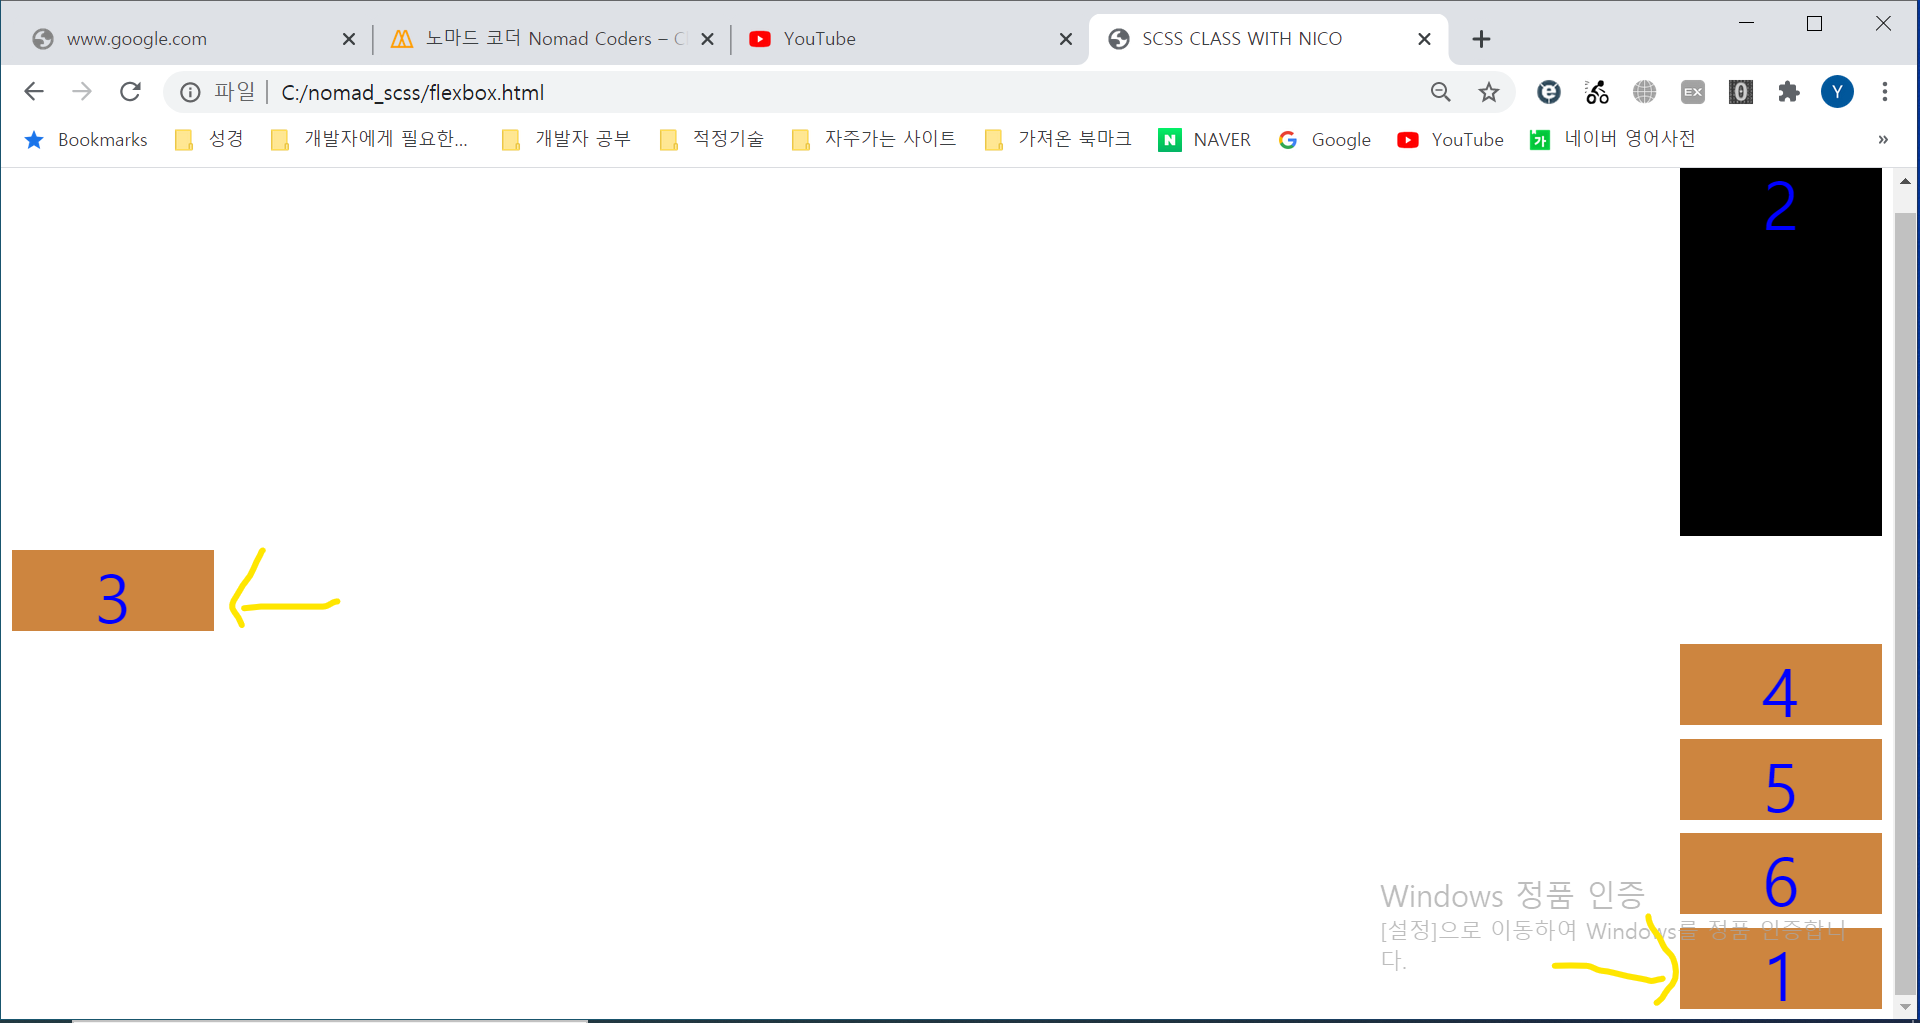 www.google.com
노마드 코더 Nomad Coders – C
YouTube
SCSS CLASS WITH NICO
파일 C:/nomad_scss/flexbox.html
EX
0
Y
Bookmarks 성경 개발자에게 필요한... 개발자 공부 적정기술 자주가는 사이트 가져온 북마크 N NAVER Google YouTube 가 네이버 영어사전 »
2
3
4
5
6
Windows 정품 인증
[설정]으로 이동하여 Windows를 정품 인증합니
다.
1